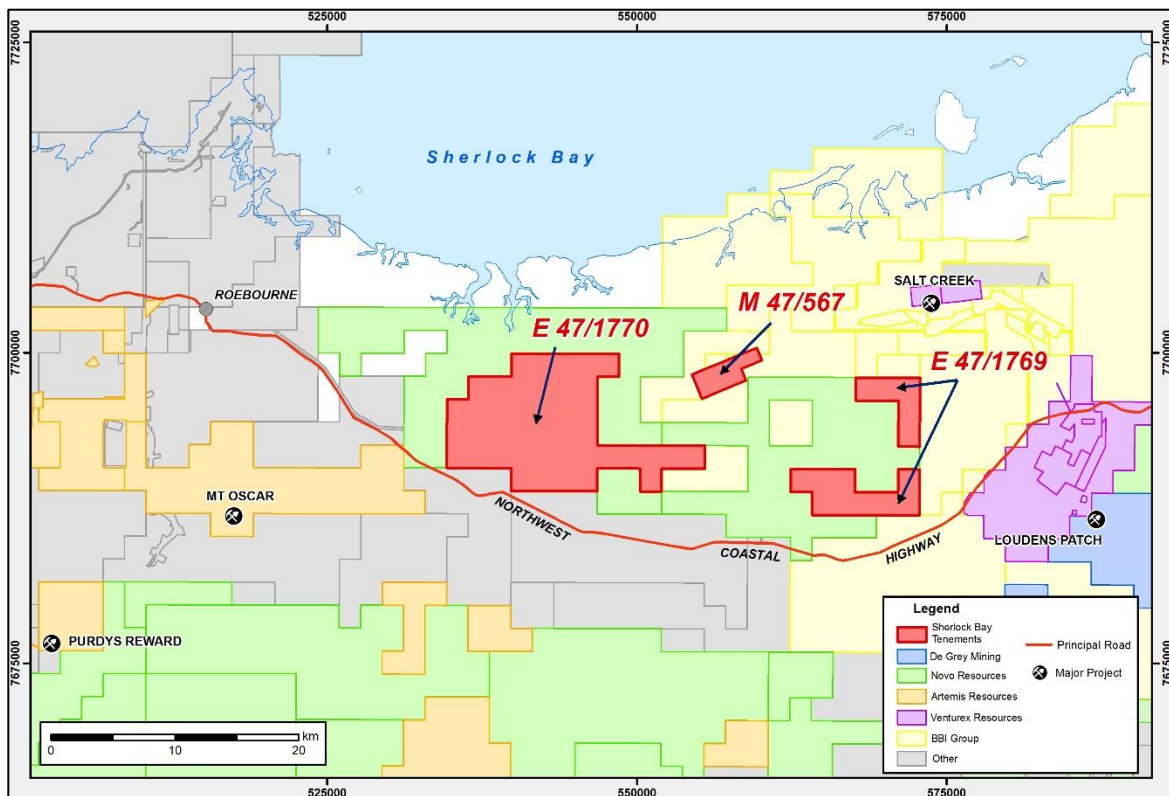 525000
550000
575000
7725000
7725000
Sherlock Bay
SALT CREEK
ROEBOURNE
M 47/567
E 47/1770
7700000
7700000
E 47/1769
MT OSCAR
NORTHWEST
COASTAL
HIGHWAY
LOUDENS PATCH
PURDYS REWARD
7675000
7675000
Legend
Sherlock Bay
Tenements
De Grey Mining
Novo Resources
Artemis Resources
Venturex Resources
BBI Group
Other
Principal Road
Major Project
km
0 10 20
525000
550000
575000